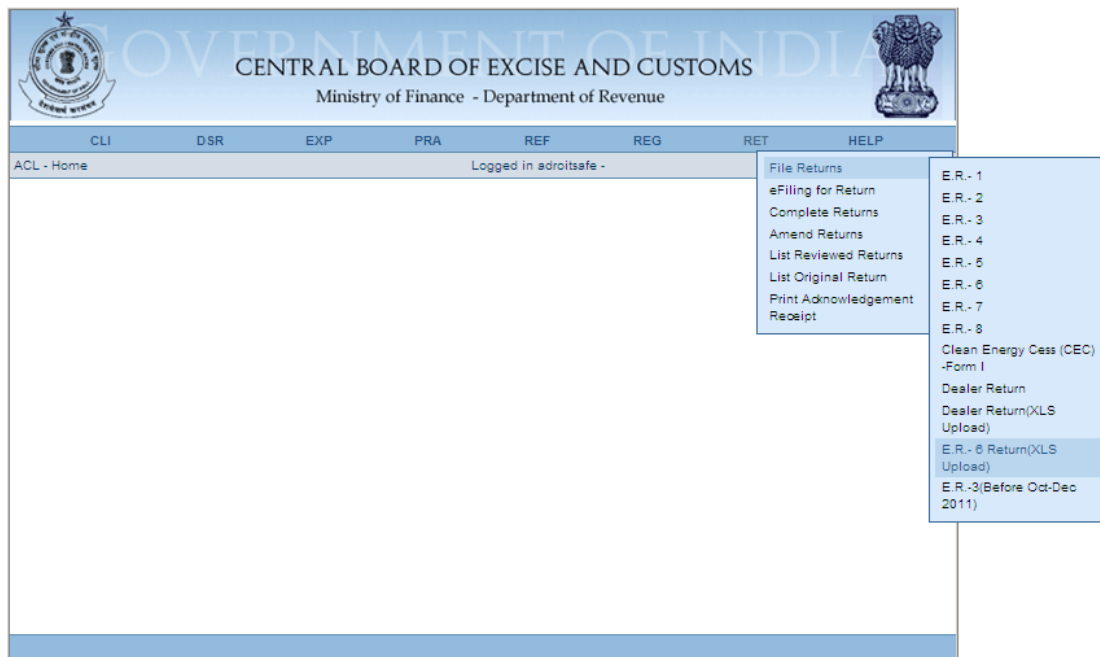 GOVERNMENT OF INDIA
CENTRAL BOARD OF EXCISE AND CUSTOMS
Ministry of Finance - Department of Revenue
CLI DSR EXP PRA REF REG RET HELP
ACL - Home Logged in adroitsafe -
File Returns
eFiling for Return
Complete Returns
Amend Returns
List Reviewed Returns
List Original Return
Print Acknowledgement
Receipt
E.R.- 1
E.R.- 2
E.R.- 3
E.R.- 4
E.R.- 5
E.R.- 6
E.R.- 7
E.R.- 8
Clean Energy Cess (CEC)
-Form I
Dealer Return
Dealer Return(XLS
Upload)
E.R.- 6 Return(XLS
Upload)
E.R.-3(Before Oct-Dec
2011)